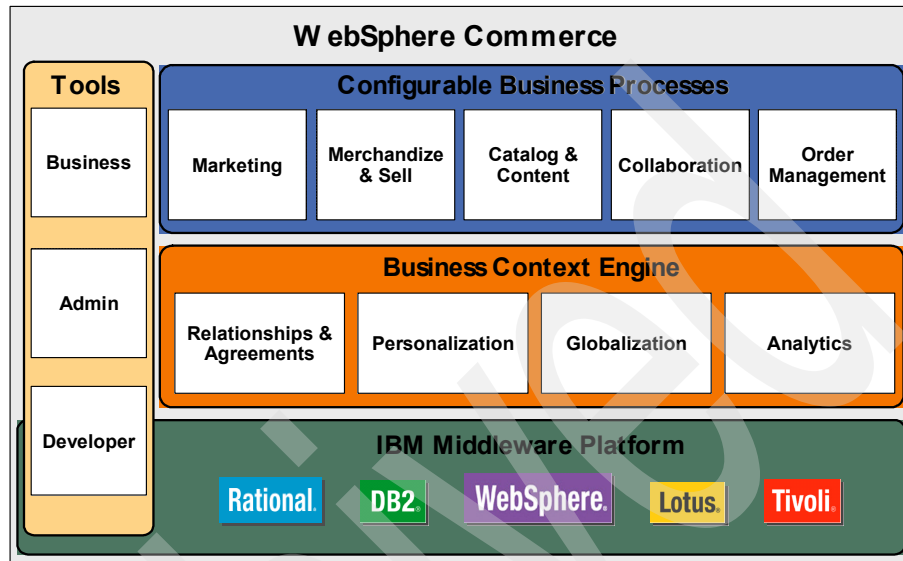 WebSphere Commerce
Tools
Business
Admin
Developer
Configurable Business Processes
Marketing
Merchandize
& Sell
Catalog &
Content
Collaboration
Order
Management
Business Context Engine
Relationships &
Agreements
Personalization
Globalization
Analytics
IBM Middleware Platform
Rational.
DB2®
WebSphere.
Lotus.
Tivoli.